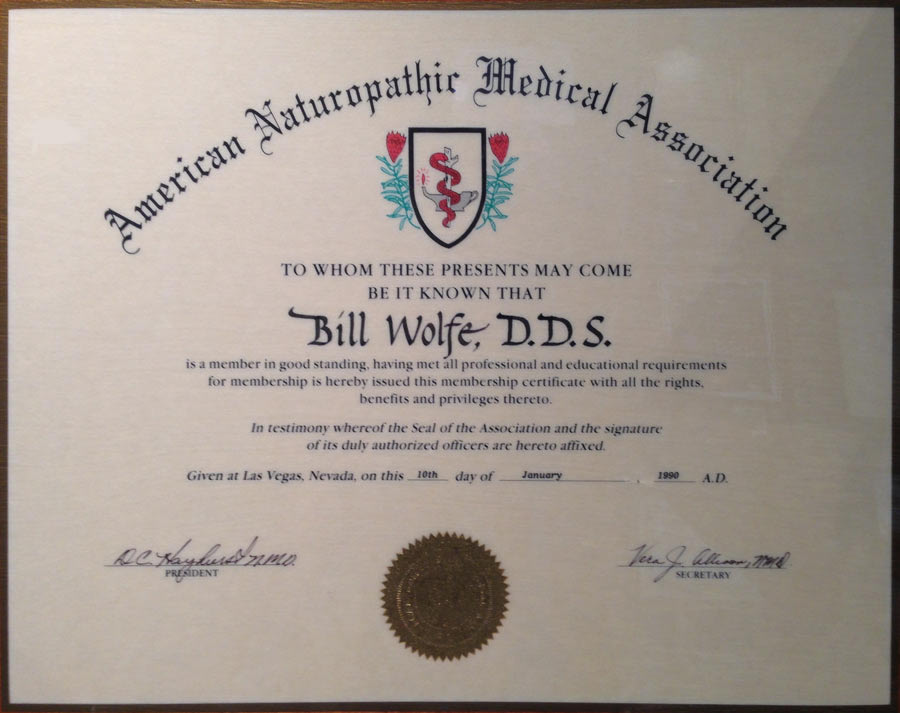 American Naturopathic Medical Association
TO WHOM THESE PRESENTS MAY COME
BE IT KNOWN THAT
Bill Wolfe, D.D.S.
is a member in good standing, having met all professional and educational requirements
for membership is hereby issued this membership certificate with all the rights,
benefits and privileges thereto.
In testimony whereof the Seal of the Association and the signature
of its duly authorized officers are hereto affixed.
Given at Las Vegas, Nevada, on this 10th day of January, 1990 A.D.
D.C. Hayhurst N.M.D.
PRESIDENT
Vera J. Allison, NMD
SECRETARY